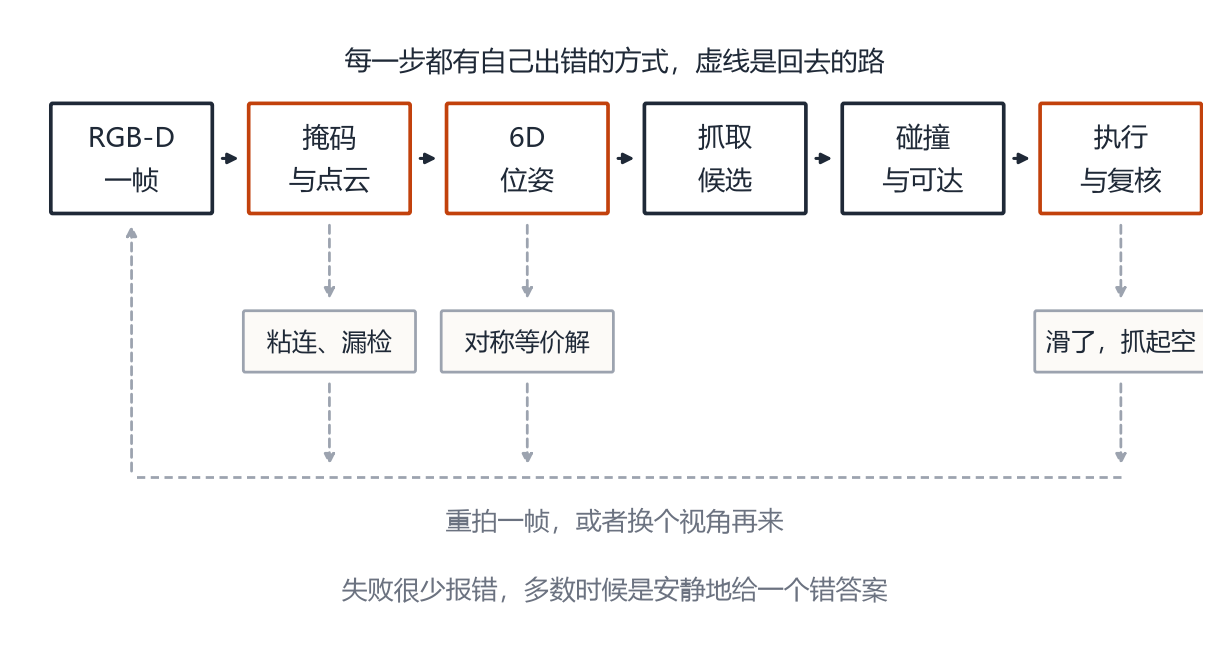 每一步都有自己出错的方式，虚线是回去的路
RGB-D
一帧
掩码
与点云
6D
位姿
抓取
候选
碰撞
与可达
执行
与复核
粘连、漏检
对称等价解
滑了，抓起空
重拍一帧，或者换个视角再来
失败很少报错，多数时候是安静地给一个错答案